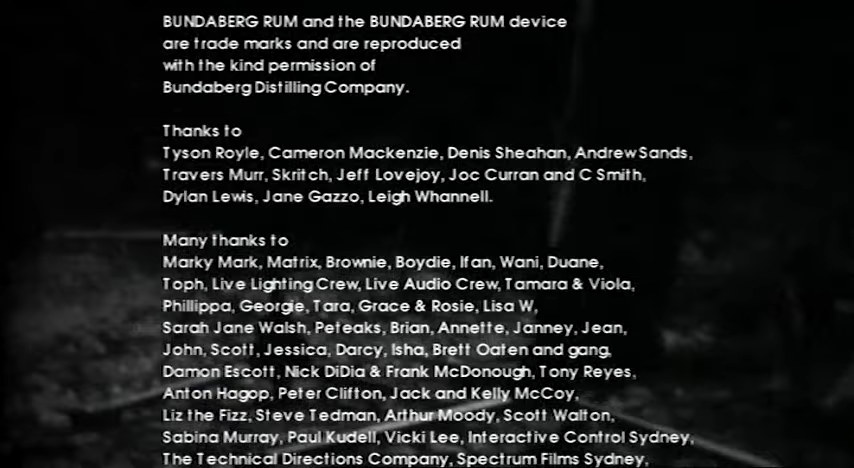 BUNDABERG RUM and the BUNDABERG RUM device
are trade marks and are reproduced
with the kind permission of
Bundaberg Distilling Company.
Thanks to
Tyson Royle, Cameron Mackenzie, Denis Sheahan, Andrew Sands,
Travers Murr, Skritch, Jeff Lovejoy, Joc Curran and C Smith,
Dylan Lewis, Jane Gazzo, Leigh Whannell.
Many thanks to
Marky Mark, Matrix, Brownie, Boydie, Ifan, Wani, Duane,
Toph, Live Lighting Crew, Live Audio Crew, Tamara & Viola,
Phillippa, Georgie, Tara, Grace & Rosie, Lisa W,
Sarah Jane Walsh, Peteaks, Brian, Annette, Janney, Jean,
John, Scott, Jessica, Darcy, Isha, Brett Oaten and gang,
Damon Escott, Nick DiDia & Frank McDonough, Tony Reyes,
Anton Hagop, Peter Clifton, Jack and Kelly McCoy,
Liz the Fizz, Steve Tedman, Arthur Moody, Scott Walton,
Sabina Murray, Paul Kudell, Vicki Lee, Interactive Control Sydney,
The Technical Directions Company, Spectrum Films Sydney,